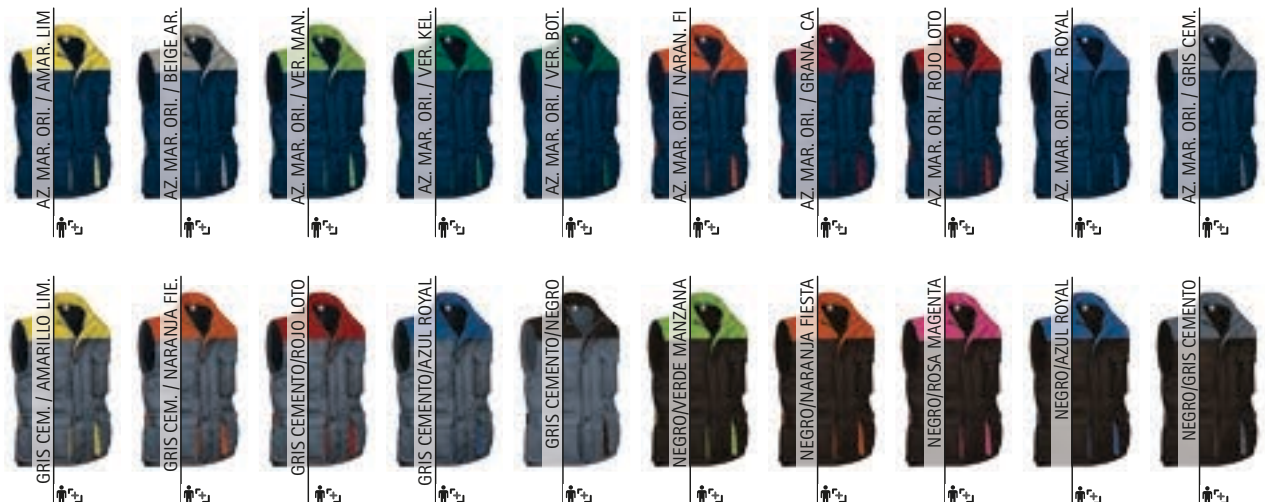 AZ. MAR. ORI. / AMAR. LIM
AZ. MAR. ORI. / BEIGE AR.
AZ. MAR. ORI. / VER. MAN.
AZ. MAR. ORI. / VER. KEL.
AZ. MAR. ORI. / VER. BOT.
AZ. MAR. ORI. / NARAN. FI
AZ. MAR. ORI. / GRANA. CA
AZ. MAR. ORI. / ROJO LOTO
AZ. MAR. ORI. / AZ. ROYAL
AZ. MAR. ORI. / GRIS CEM.
GRIS CEM. / AMARILLO LIM.
GRIS CEM. / NARANJA FIE.
GRIS CEMENTO/ROJO LOTO
GRIS CEMENTO/AZUL ROYAL
GRIS CEMENTO/NEGRO
NEGRO/VERDE MANZANA
NEGRO/NARANJA FIESTA
NEGRO/ROSA MAGENTA
NEGRO/AZUL ROYAL
NEGRO/GRIS CEMENTO